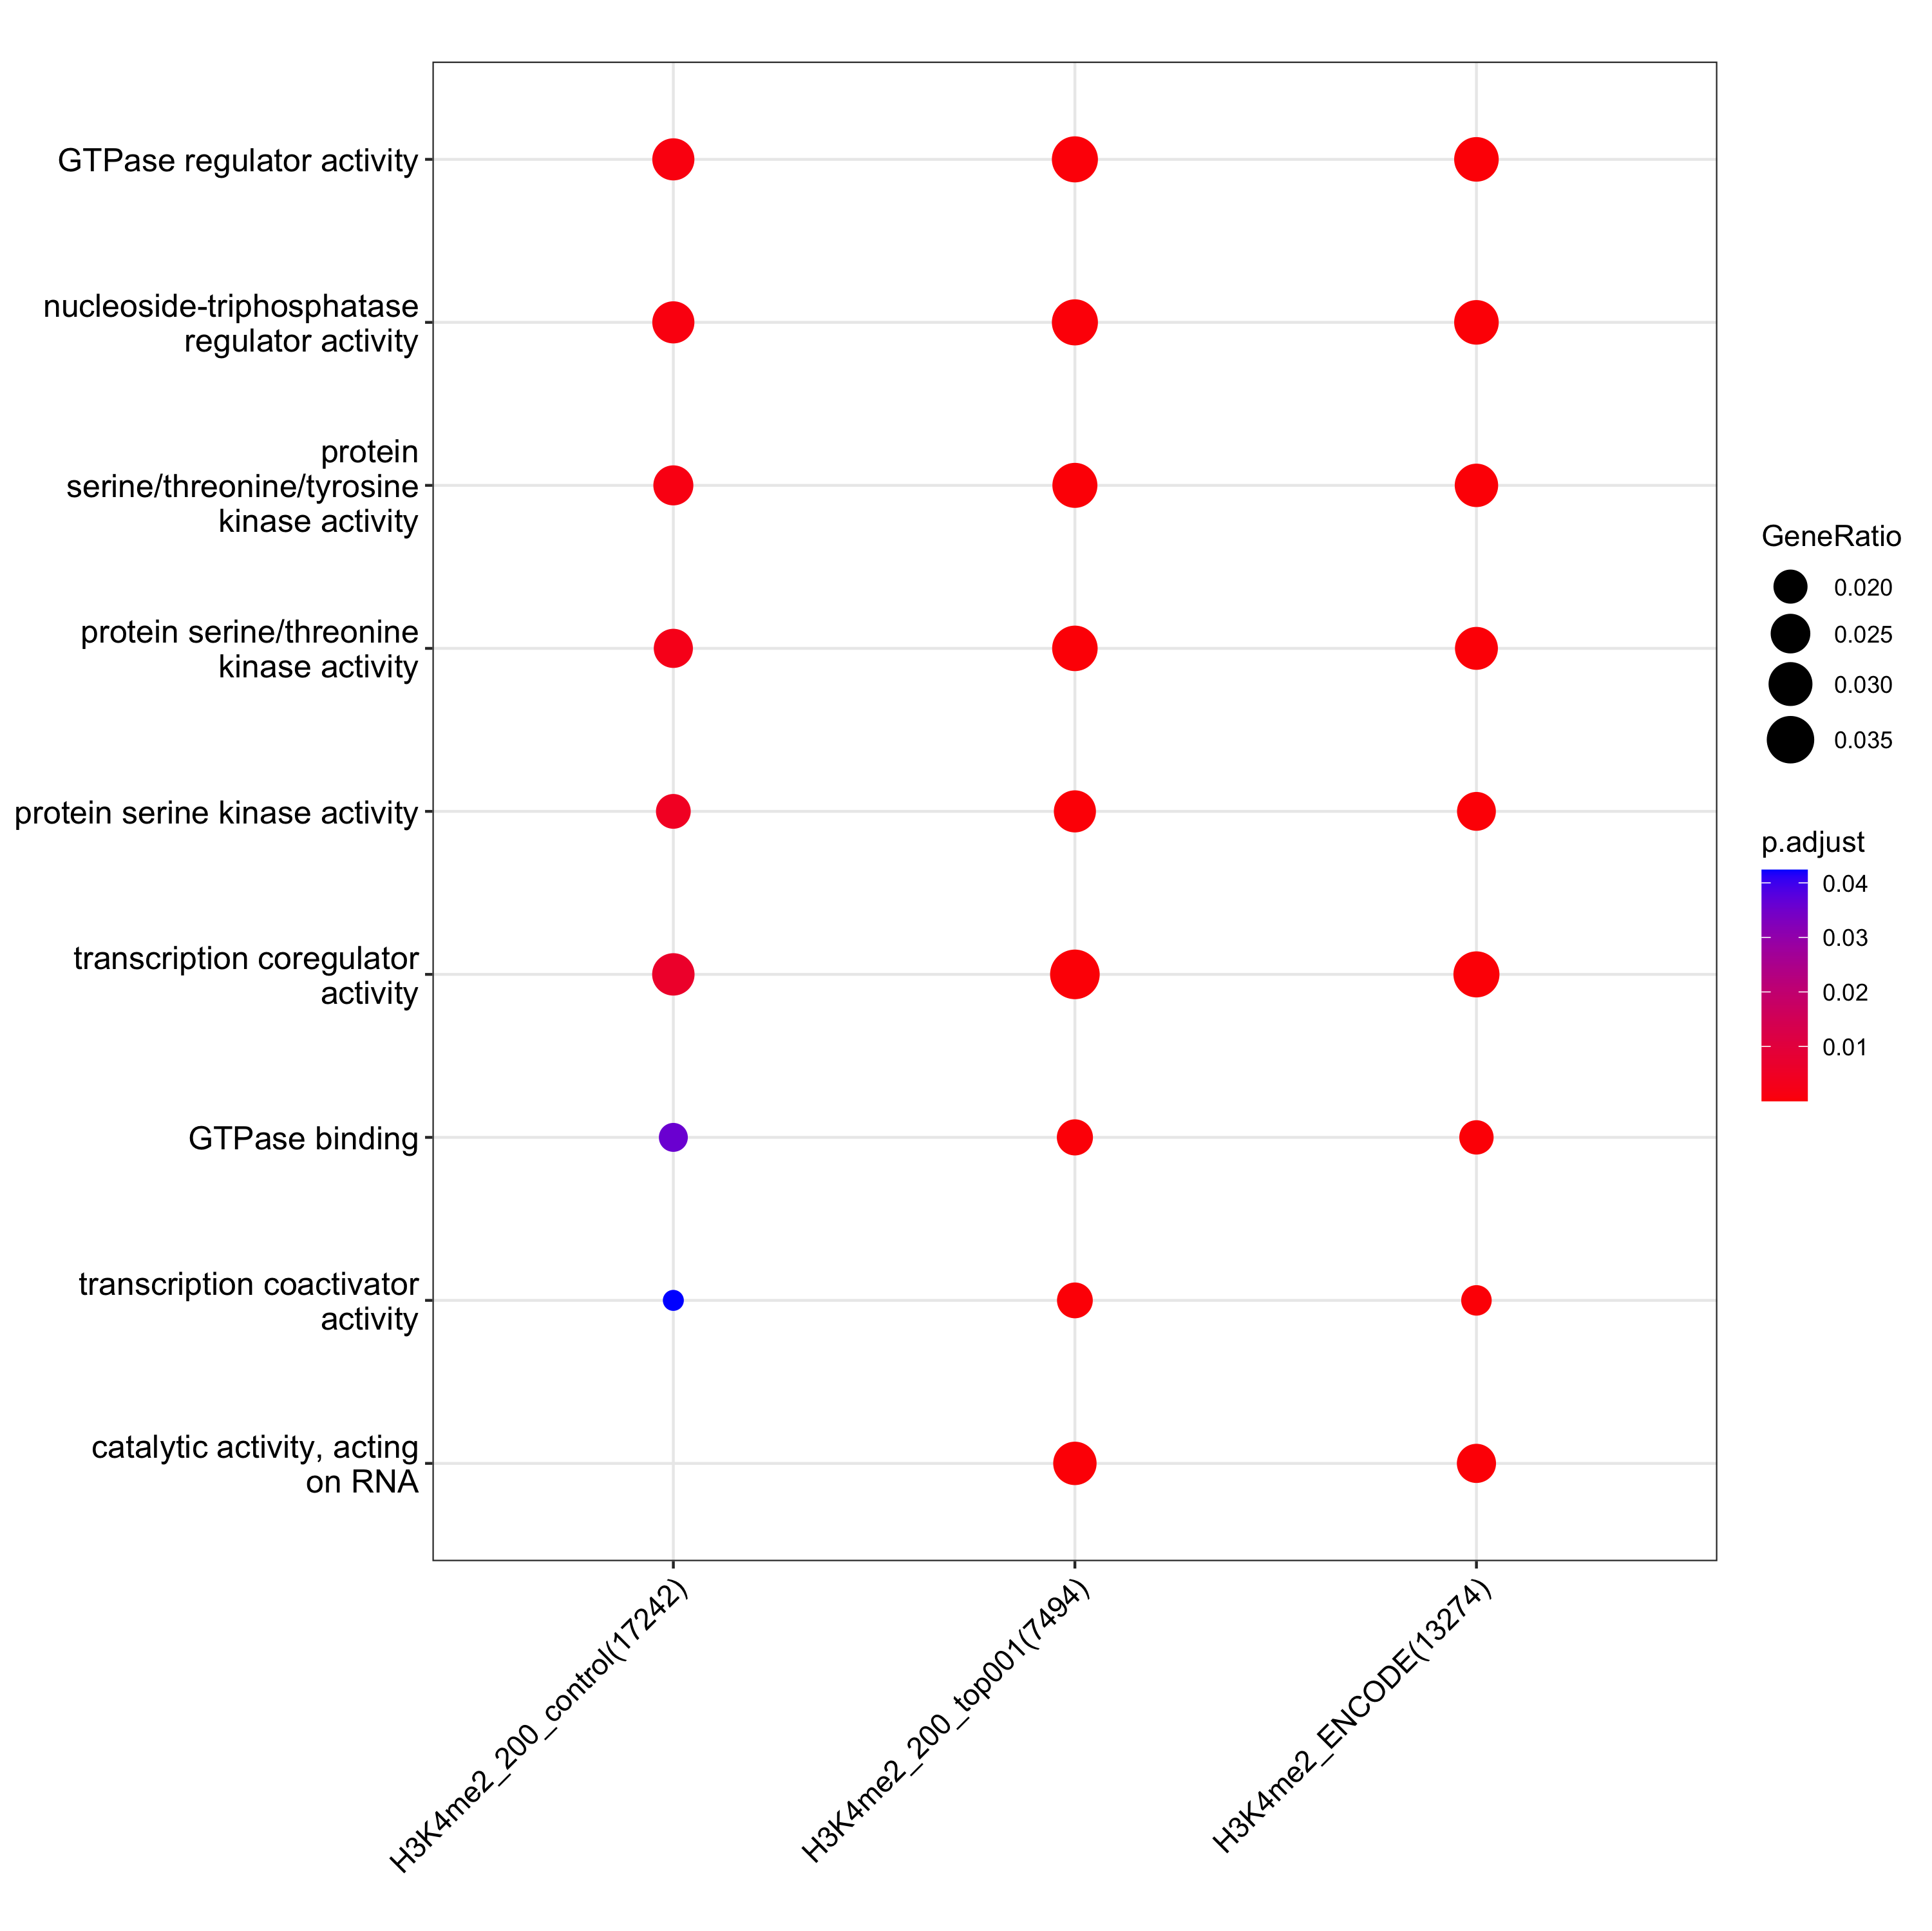 GTPase regulator activity
nucleoside-triphosphatase
regulator activity
protein
serine/threonine/tyrosine
kinase activity
protein serine/threonine
kinase activity
protein serine kinase activity
transcription coregulator
activity
GTPase binding
transcription coactivator
activity
catalytic activity, acting
on RNA
H3K4me2_200_control(17242)
H3K4me2_200_top001(7494)
H3K4me2_ENCODE(13274)
GeneRatio
0.020
0.025
0.030
0.035
p.adjust
0.04
0.03
0.02
0.01